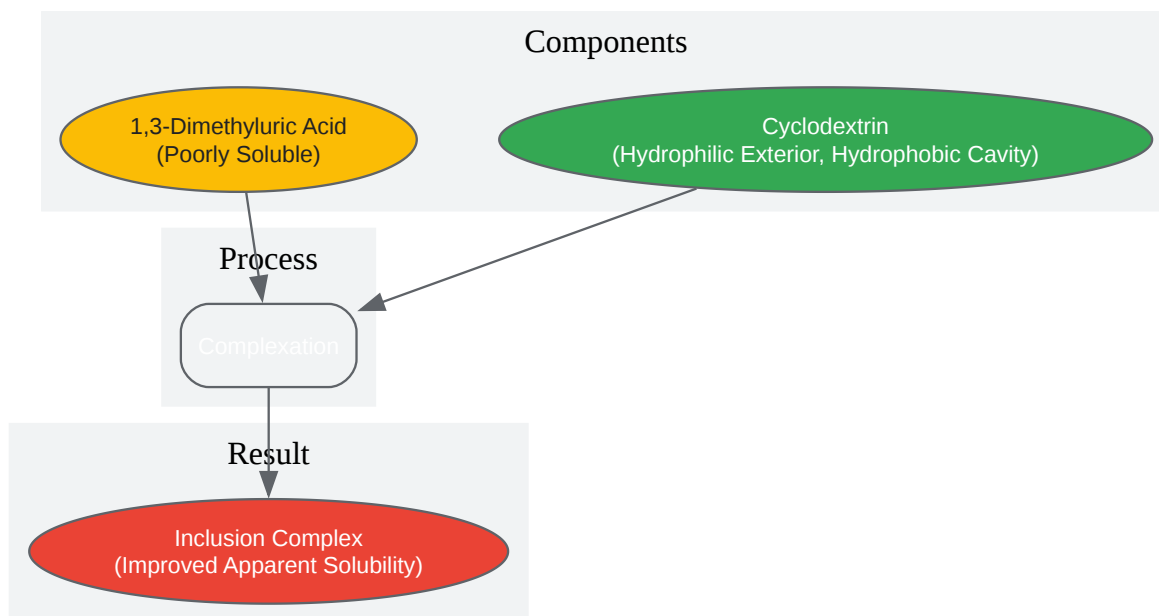 Components
1,3-Dimethyluric Acid
(Poorly Soluble)
Cyclodextrin
(Hydrophilic Exterior, Hydrophobic Cavity)
Process
Complexation
Result
Inclusion Complex
(Improved Apparent Solubility)